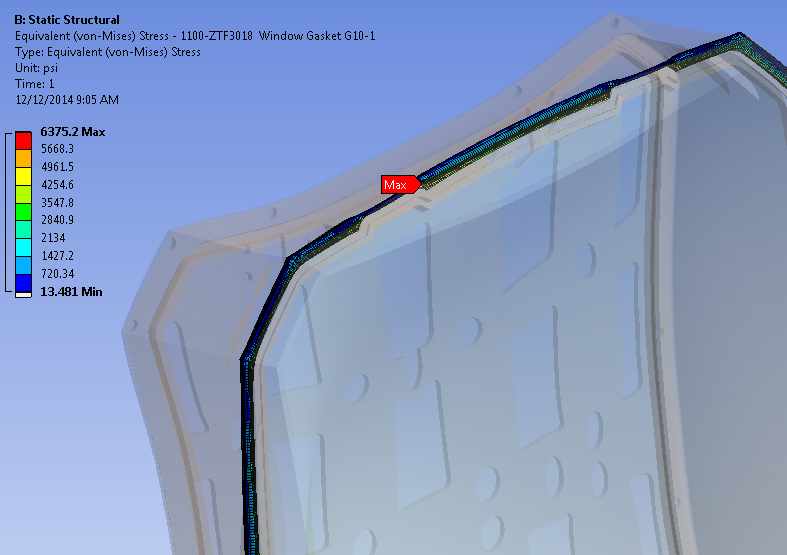 B: Static Structural
Equivalent (von-Mises) Stress - 1100-ZTF3018 Window Gasket G10-1
Type: Equivalent (von-Mises) Stress
Unit: psi
Time: 1
12/12/2014 9:05 AM
6375.2 Max
5668.3
4961.5
4254.6
3547.8
2840.9
2134
1427.2
720.34
13.481 Min
Max